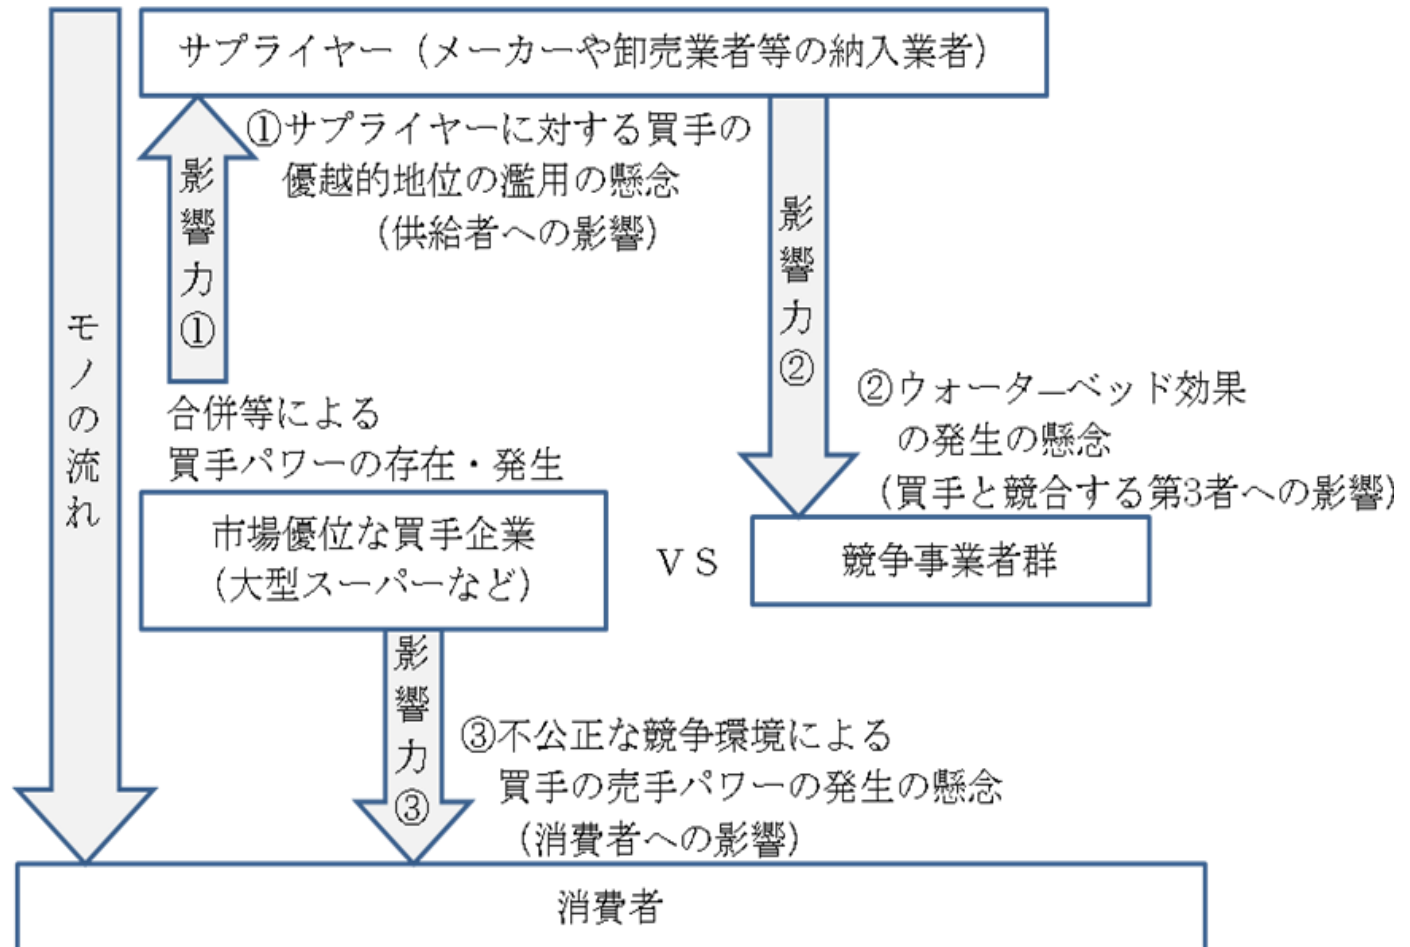 サプライヤー（メーカーや卸売業者等の納入業者）
①サプライヤーに対する買手の
優越的地位の濫用の懸念
（供給者への影響）
影響力①
影響力②
モノの流れ
②ウォーターベッド効果
の発生の懸念
（買手と競合する第3者への影響）
合併等による
買手パワーの存在・発生
市場優位な買手企業
（大型スーパーなど）
ＶＳ
競争事業者群
影響力③
③不公正な競争環境による
買手の売手パワーの発生の懸念
（消費者への影響）
消費者